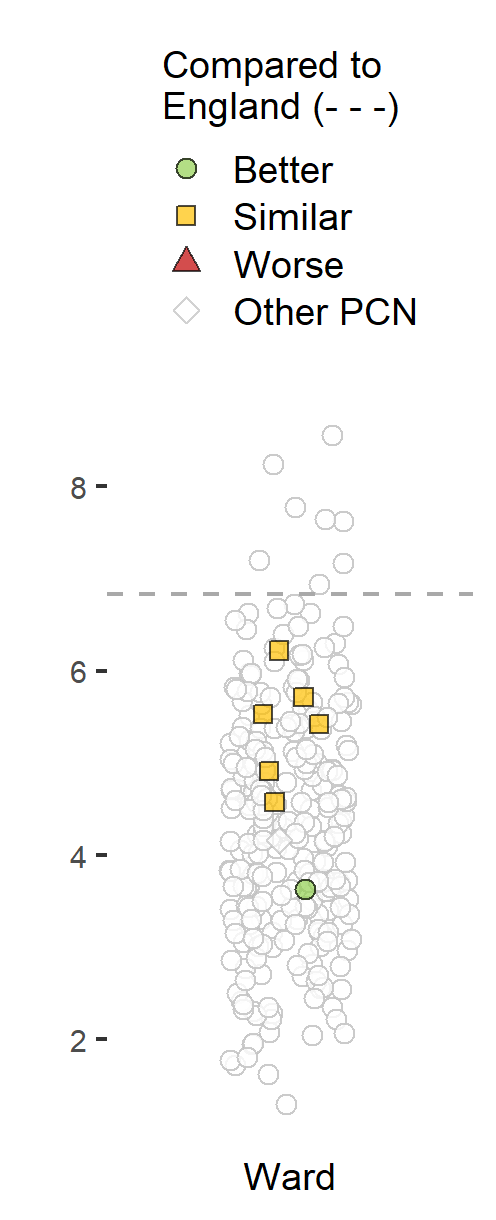 Compared to
England (- - -)
Better
Similar
Worse
Other PCN
8
6
4
2
Ward